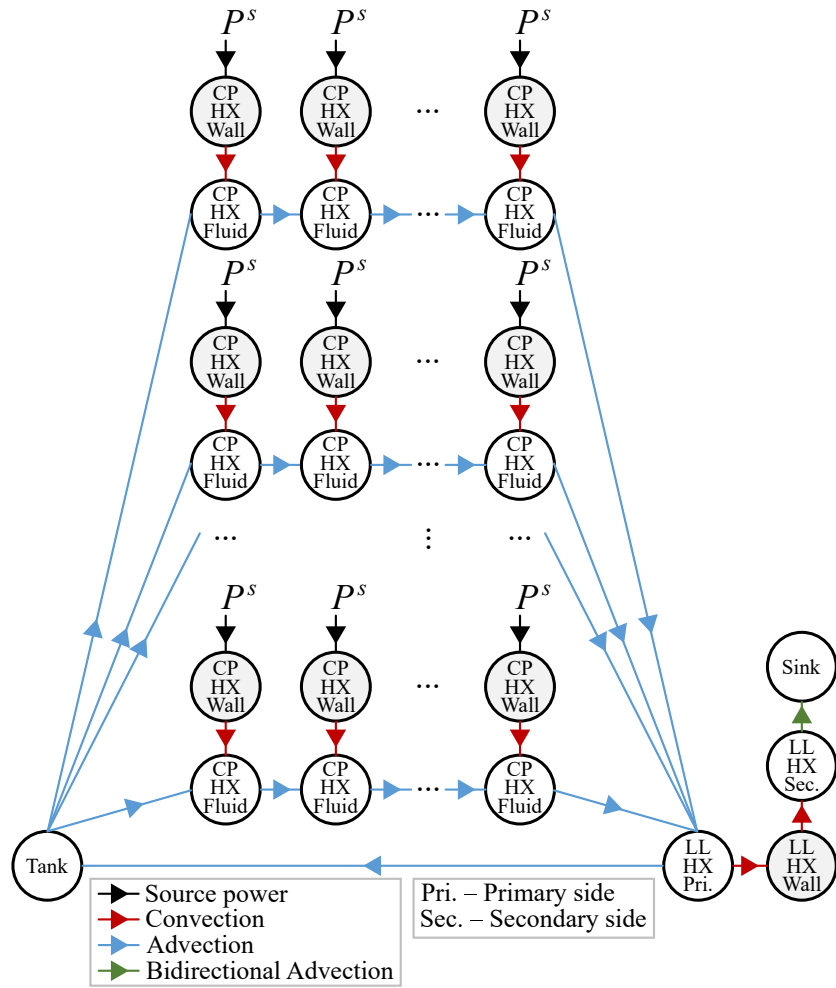 P^s P^s P^s
CP HX Wall
CP HX Wall
...
CP HX Wall
CP HX Fluid
CP HX Fluid
...
CP HX Fluid
P^s P^s P^s
CP HX Wall
CP HX Wall
...
CP HX Wall
CP HX Fluid
CP HX Fluid
...
CP HX Fluid
... ⋮ ...
P^s P^s P^s
CP HX Wall
CP HX Wall
...
CP HX Wall
CP HX Fluid
CP HX Fluid
...
CP HX Fluid
Sink
LL HX Sec.
Tank
LL HX Pri.
LL HX Wall
Source power
Convection
Advection
Bidirectional Advection
Pri. – Primary side
Sec. – Secondary side